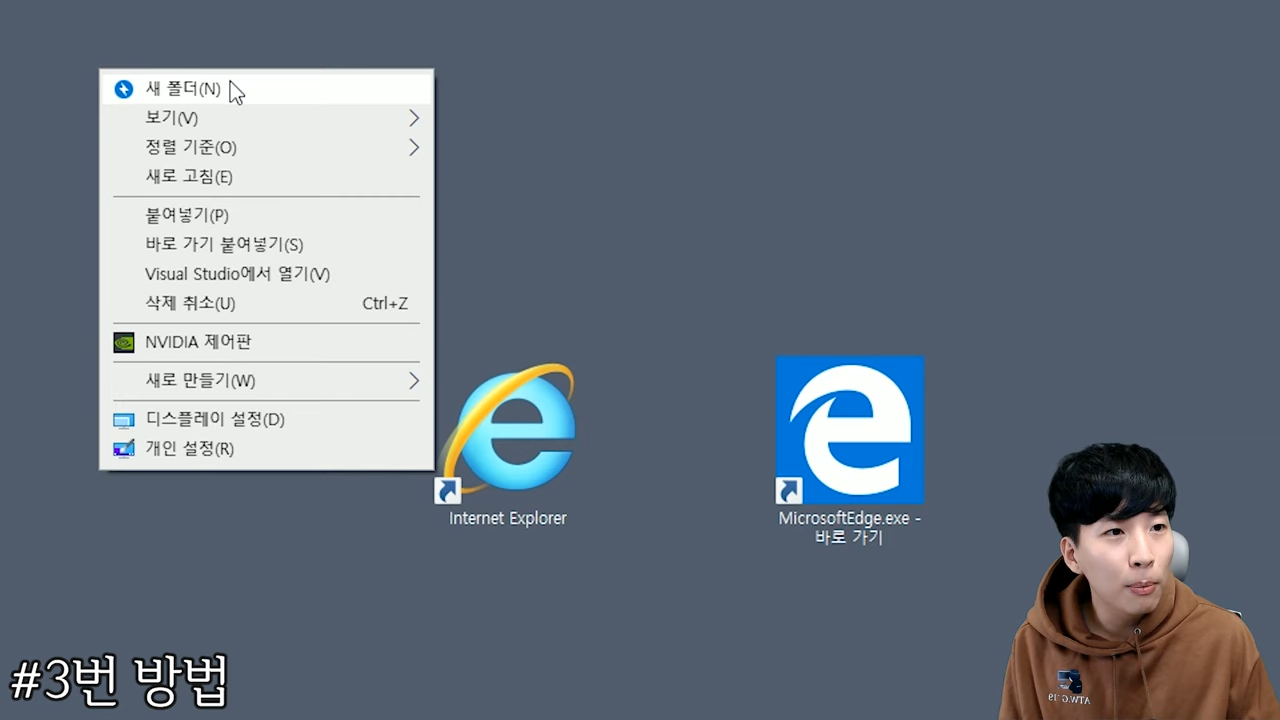 새 폴더(N)
보기(V)
정렬 기준(O)
새로 고침(E)
붙여넣기(P)
바로 가기 붙여넣기(S)
Visual Studio에서 열기(V)
삭제 취소(U) Ctrl+Z
NVIDIA 제어판
새로 만들기(W)
디스플레이 설정(D)
개인 설정(R)
Internet Explorer
MicrosoftEdge.exe -
바로 가기
#3번 방법
ATW.G '19